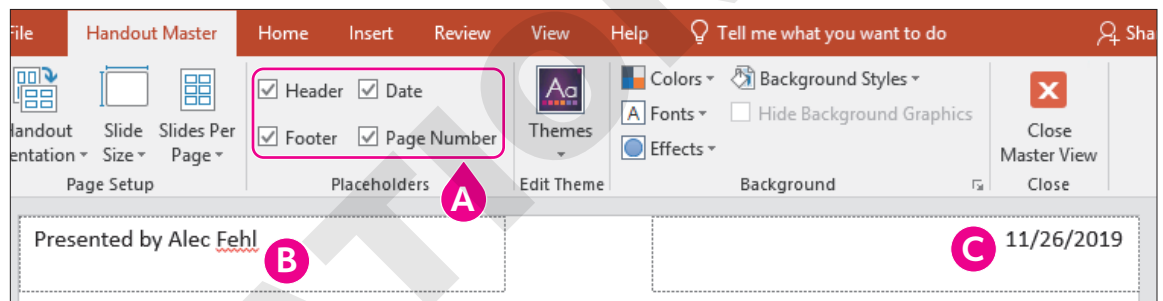 File Handout Master Home Insert Review View Help Tell me what you want to do Sha
Header Date Aa Colors Background Styles
Handout Slide Slides Per Footer Page Number Themes A Fonts Hide Background Graphics Close
entation Size Page Effects Master View
Page Setup Placeholders Edit Theme Background Close
A
Presented by Alec Fehl B C 11/26/2019